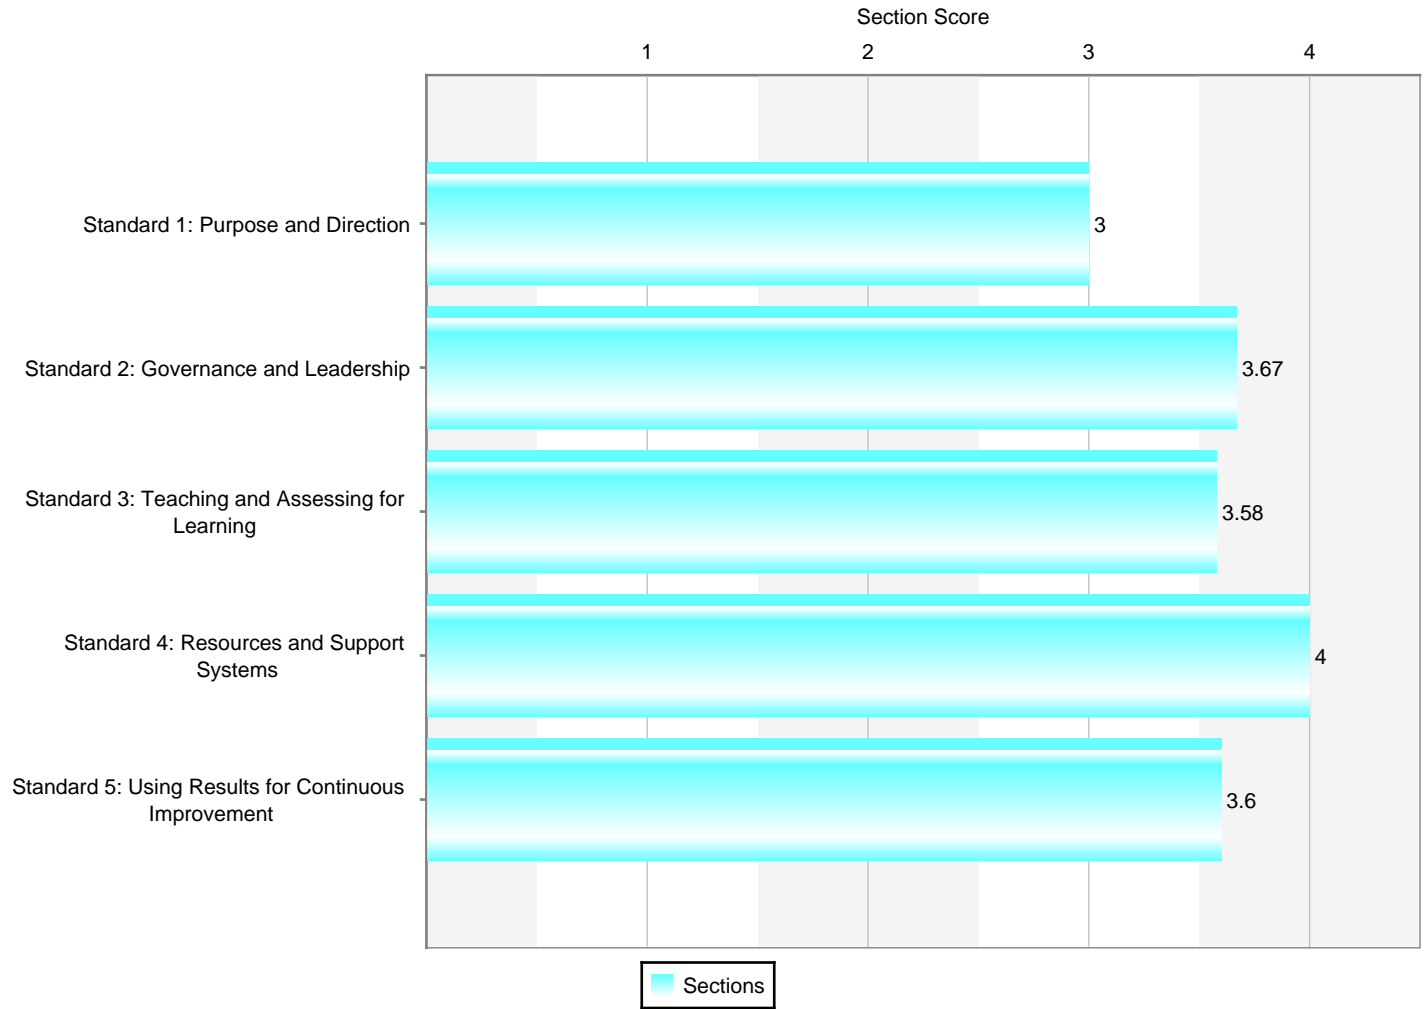 Section Score
1 2 3 4
Standard 1: Purpose and Direction
3
Standard 2: Governance and Leadership
3.67
Standard 3: Teaching and Assessing for
Learning
3.58
Standard 4: Resources and Support
Systems
4
Standard 5: Using Results for Continuous
Improvement
3.6
Sections